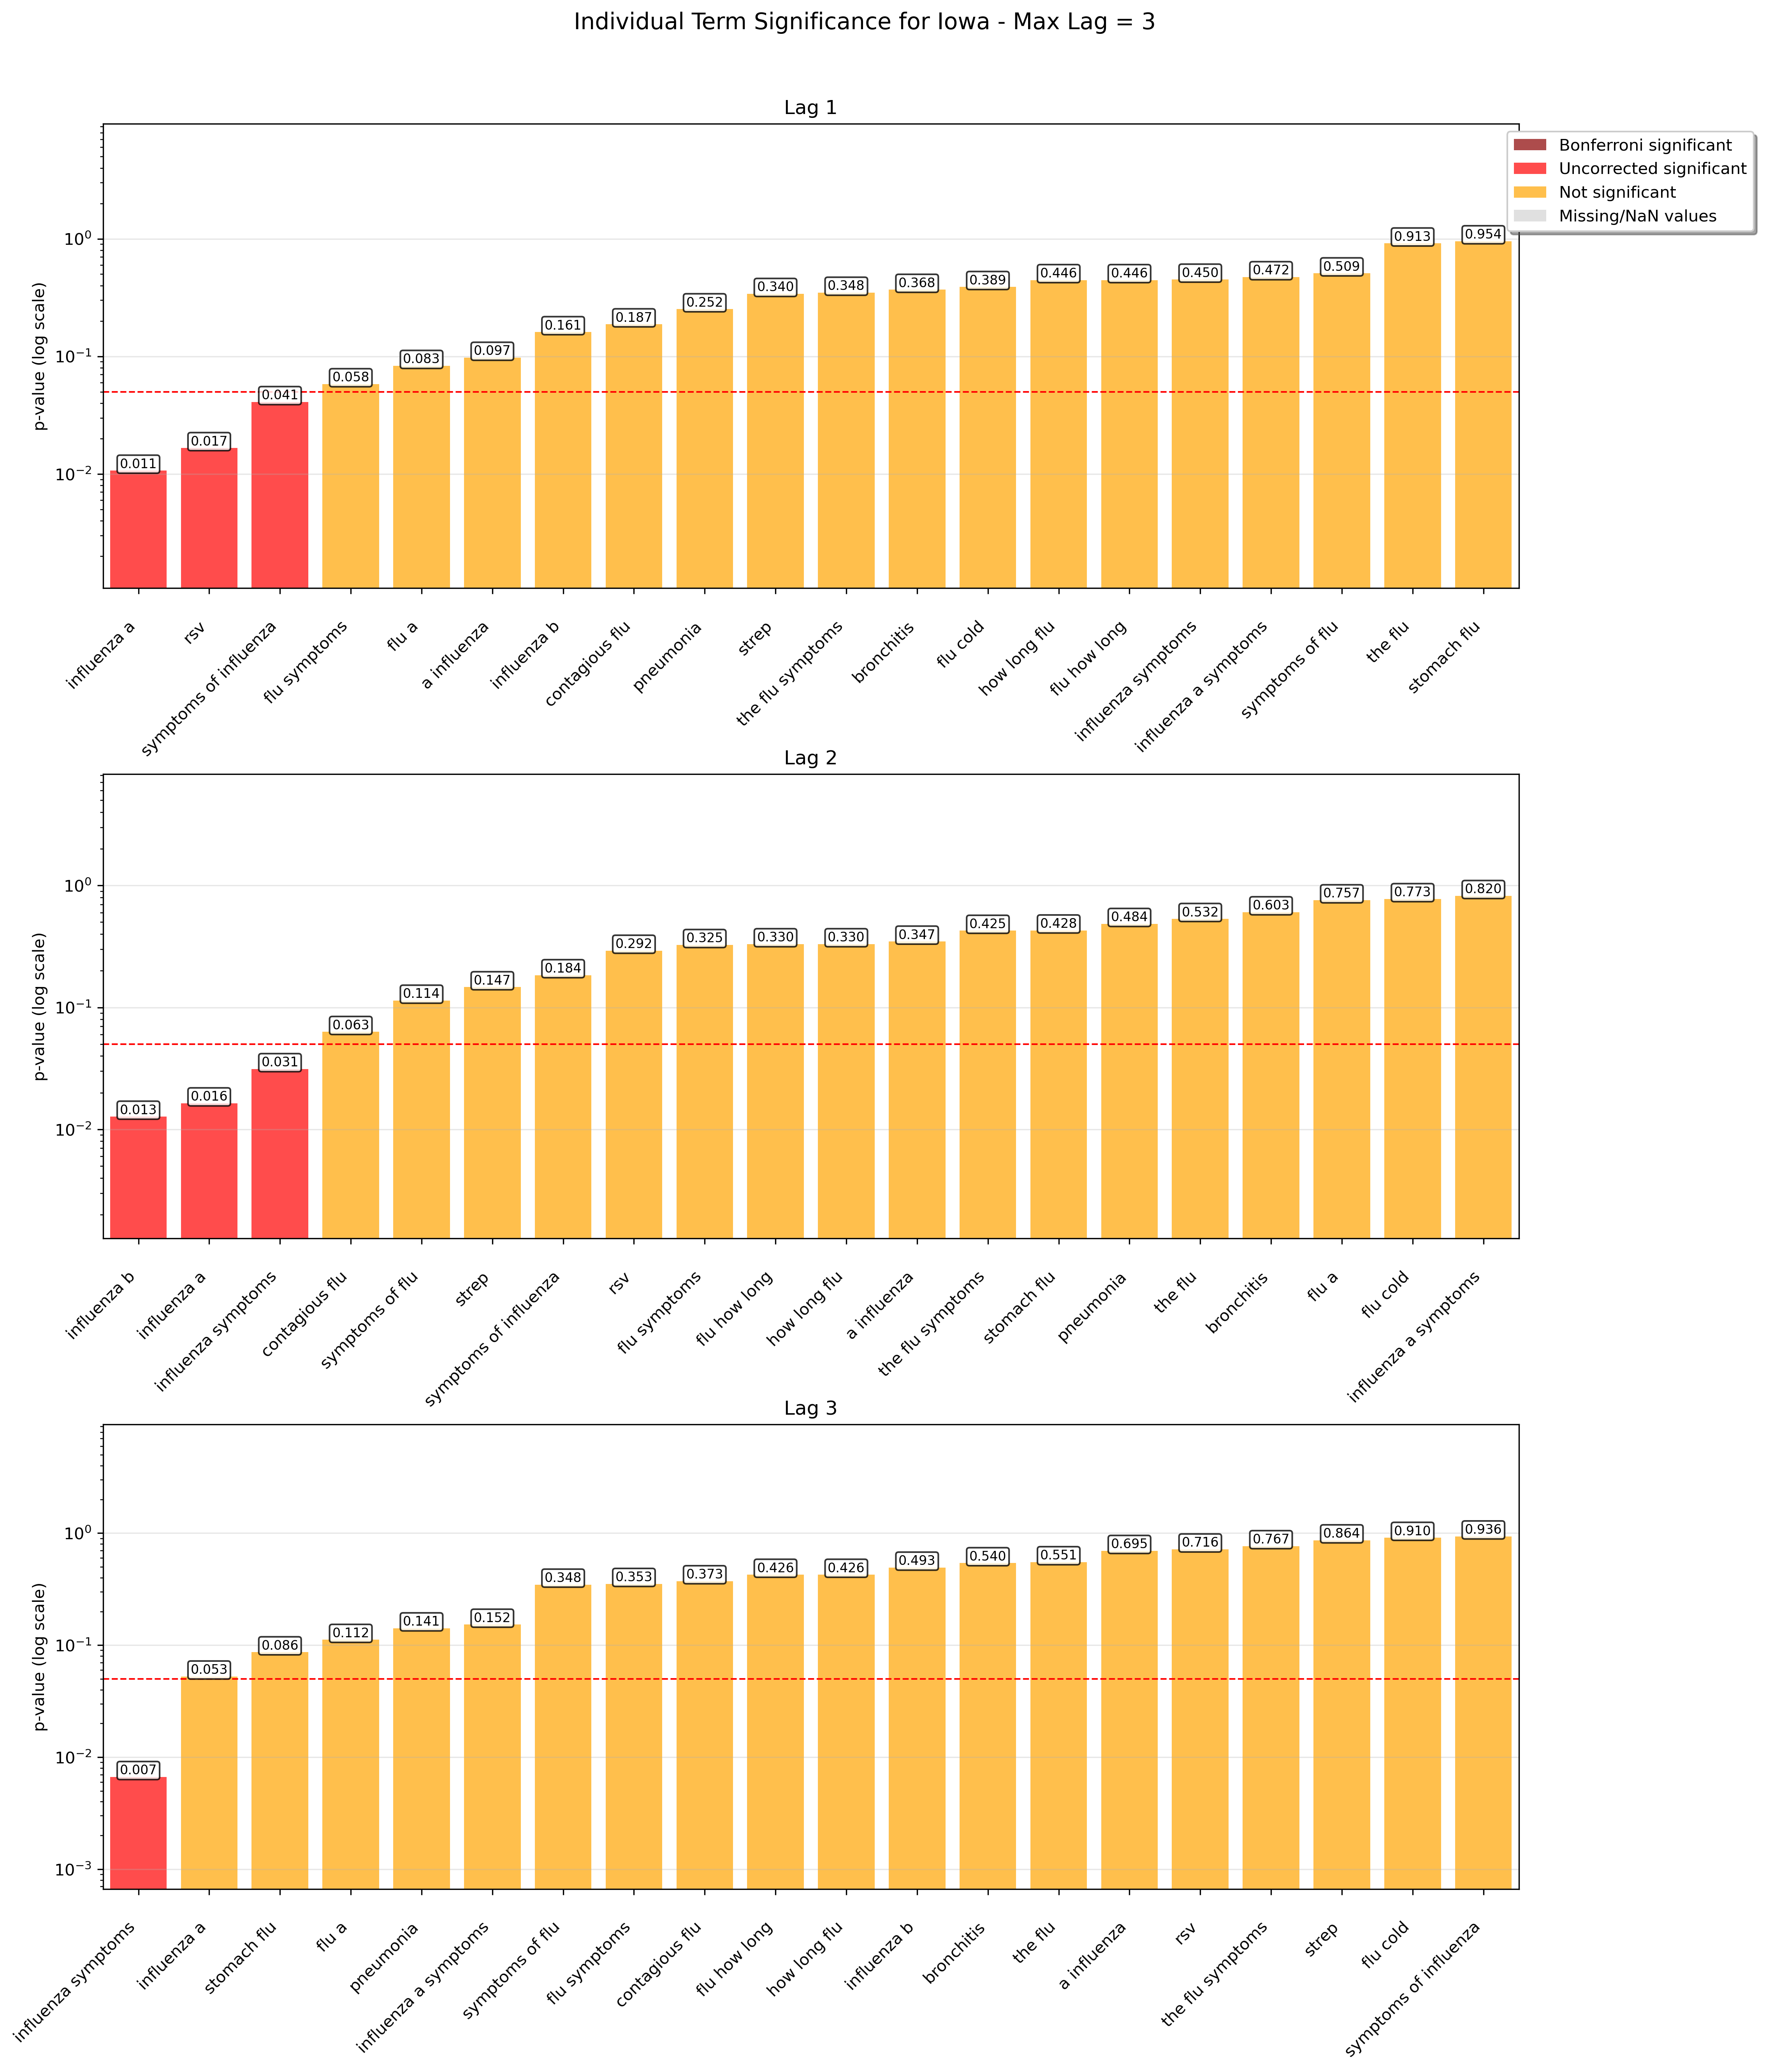 Individual Term Significance for Iowa - Max Lag = 3
Lag 1
Bonferroni significant
Uncorrected significant
Not significant
Missing/NaN values
p-value (log scale)
10⁰
10⁻¹
10⁻²
0.011 0.017 0.041 0.058 0.083 0.097 0.161 0.187 0.252 0.340 0.348 0.368 0.389 0.446 0.446 0.450 0.472 0.509 0.913 0.954
influenza a
rsv
symptoms of influenza
flu symptoms
flu a
a influenza
influenza b
contagious flu
pneumonia
strep
the flu symptoms
bronchitis
flu cold
how long flu
flu how long
influenza symptoms
influenza a symptoms
symptoms of flu
the flu
stomach flu
Lag 2
p-value (log scale)
10⁰
10⁻¹
10⁻²
0.013 0.016 0.031 0.063 0.114 0.147 0.184 0.292 0.325 0.330 0.330 0.347 0.425 0.428 0.484 0.532 0.603 0.757 0.773 0.820
influenza b
influenza a
influenza symptoms
contagious flu
symptoms of flu
strep
symptoms of influenza
rsv
flu symptoms
flu how long
how long flu
a influenza
the flu symptoms
stomach flu
pneumonia
the flu
bronchitis
flu a
flu cold
influenza a symptoms
Lag 3
p-value (log scale)
10⁰
10⁻¹
10⁻²
10⁻³
0.007 0.053 0.086 0.112 0.141 0.152 0.348 0.353 0.373 0.426 0.426 0.493 0.540 0.551 0.695 0.716 0.767 0.864 0.910 0.936
influenza symptoms
influenza a
stomach flu
flu a
pneumonia
influenza a symptoms
symptoms of flu
flu symptoms
contagious flu
flu how long
how long flu
influenza b
bronchitis
the flu
a influenza
rsv
the flu symptoms
strep
flu cold
symptoms of influenza